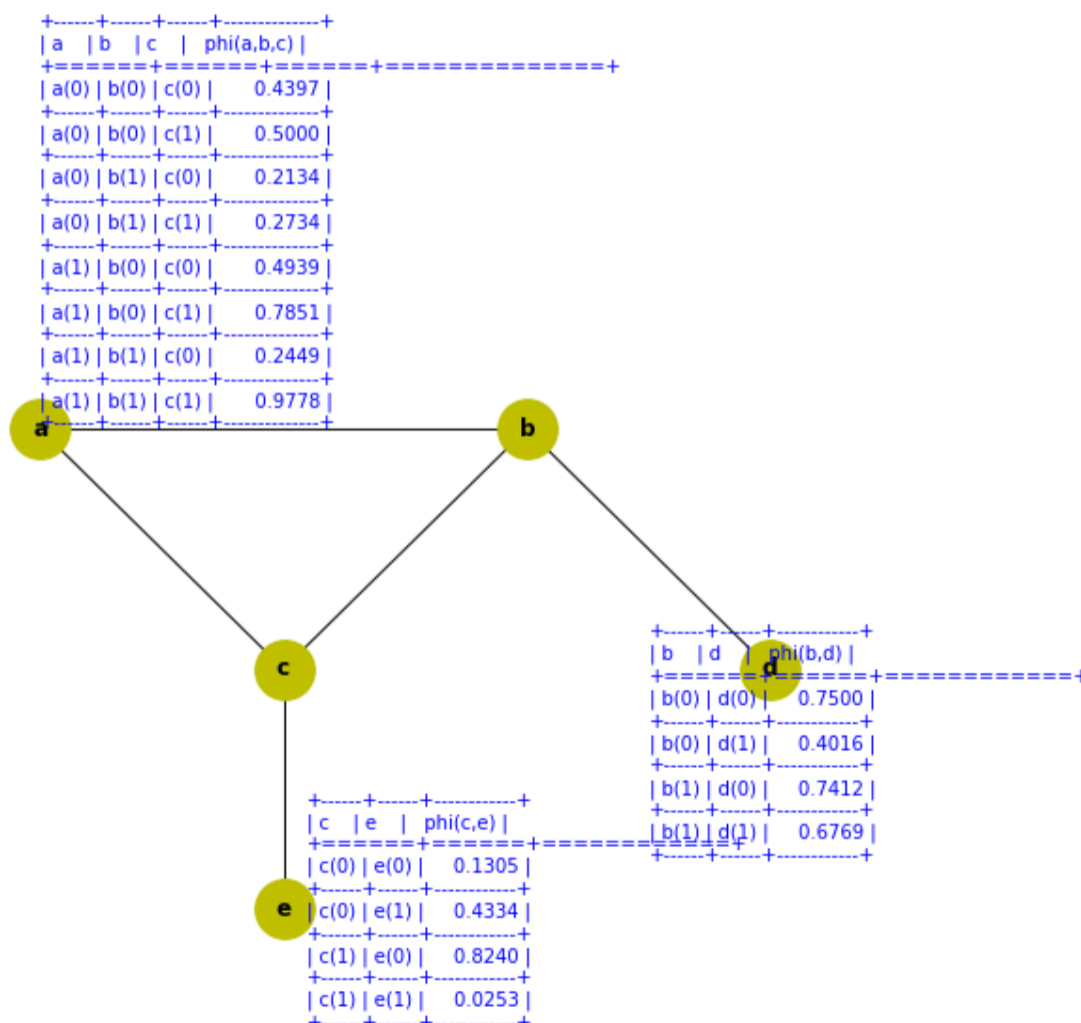 +------+------+------+--------------+
| a | b | c | phi(a,b,c) |
+======+======+======+==============+
| a(0) | b(0) | c(0) | 0.4397 |
+------+------+------+--------------+
| a(0) | b(0) | c(1) | 0.5000 |
+------+------+------+--------------+
| a(0) | b(1) | c(0) | 0.2134 |
+------+------+------+--------------+
| a(0) | b(1) | c(1) | 0.2734 |
+------+------+------+--------------+
| a(1) | b(0) | c(0) | 0.4939 |
+------+------+------+--------------+
| a(1) | b(0) | c(1) | 0.7851 |
+------+------+------+--------------+
| a(1) | b(1) | c(0) | 0.2449 |
+------+------+------+--------------+
| a(1) | b(1) | c(1) | 0.9778 |
+------+------+------+--------------+
a
b
c
d
+------+------+------------+
| b | d | phi(b,d) |
+======+======+============+
| b(0) | d(0) | 0.7500 |
+------+------+------------+
| b(0) | d(1) | 0.4016 |
+------+------+------------+
| b(1) | d(0) | 0.7412 |
+------+------+------------+
| b(1) | d(1) | 0.6769 |
+------+------+------------+
e
+------+------+------------+
| c | e | phi(c,e) |
+======+======+============+
| c(0) | e(0) | 0.1305 |
+------+------+------------+
| c(0) | e(1) | 0.4334 |
+------+------+------------+
| c(1) | e(0) | 0.8240 |
+------+------+------------+
| c(1) | e(1) | 0.0253 |
+------+------+------------+